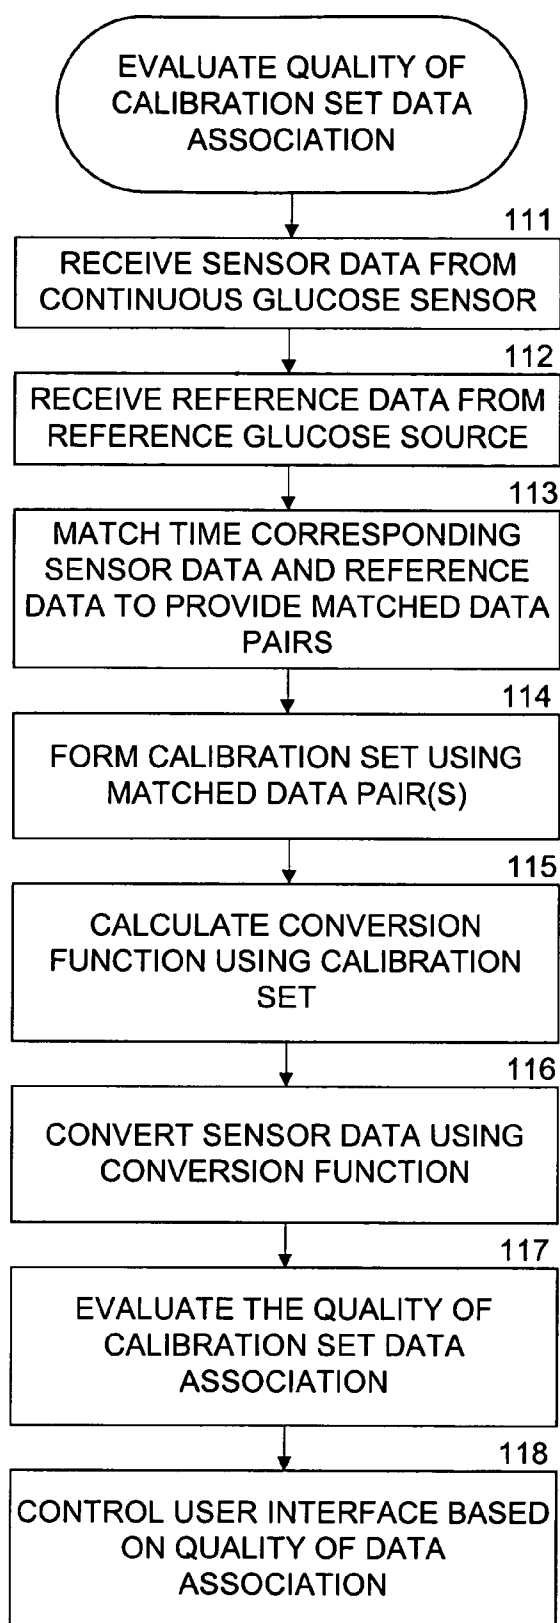 EVALUATE QUALITY OF
CALIBRATION SET DATA
ASSOCIATION
111
RECEIVE SENSOR DATA FROM
CONTINUOUS GLUCOSE SENSOR
112
RECEIVE REFERENCE DATA FROM
REFERENCE GLUCOSE SOURCE
113
MATCH TIME CORRESPONDING
SENSOR DATA AND REFERENCE
DATA TO PROVIDE MATCHED DATA
PAIRS
114
FORM CALIBRATION SET USING
MATCHED DATA PAIR(S)
115
CALCULATE CONVERSION
FUNCTION USING CALIBRATION
SET
116
CONVERT SENSOR DATA USING
CONVERSION FUNCTION
117
EVALUATE THE QUALITY OF
CALIBRATION SET DATA
ASSOCIATION
118
CONTROL USER INTERFACE BASED
ON QUALITY OF DATA
ASSOCIATION